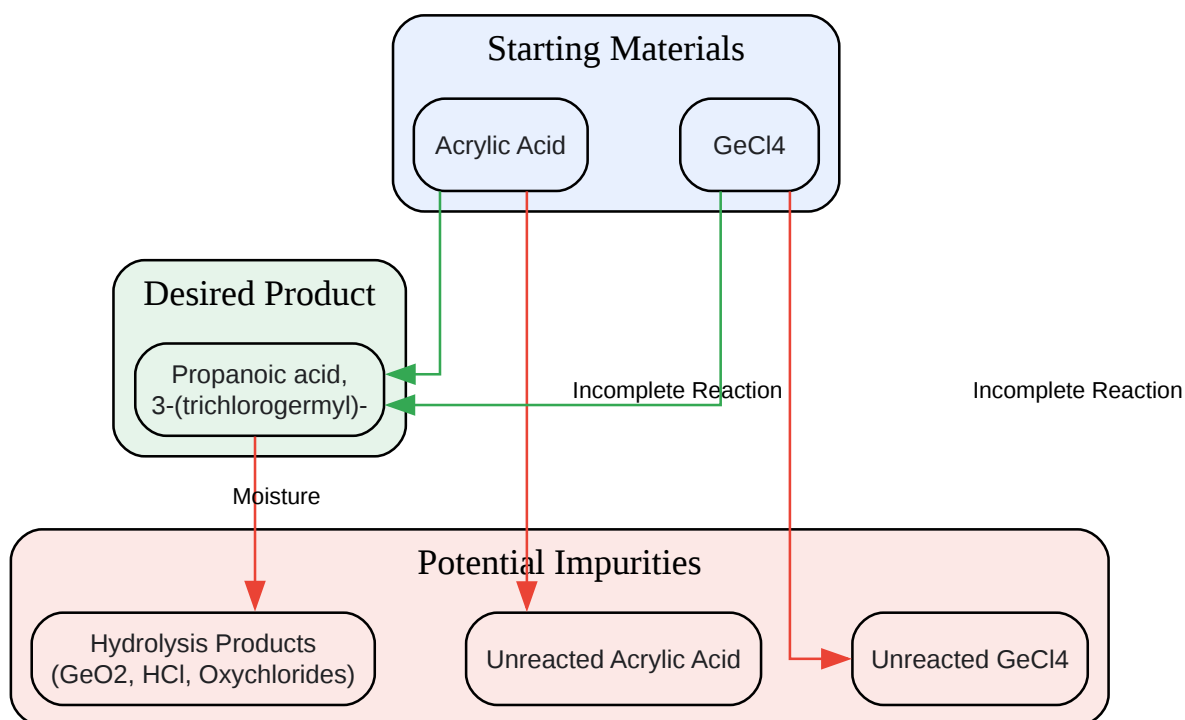 Starting Materials
Acrylic Acid
GeCl4
Desired Product
Propanoic acid,
3-(trichlorogermyl)-
Incomplete Reaction
Incomplete Reaction
Moisture
Potential Impurities
Hydrolysis Products
(GeO2, HCl, Oxychlorides)
Unreacted Acrylic Acid
Unreacted GeCl4